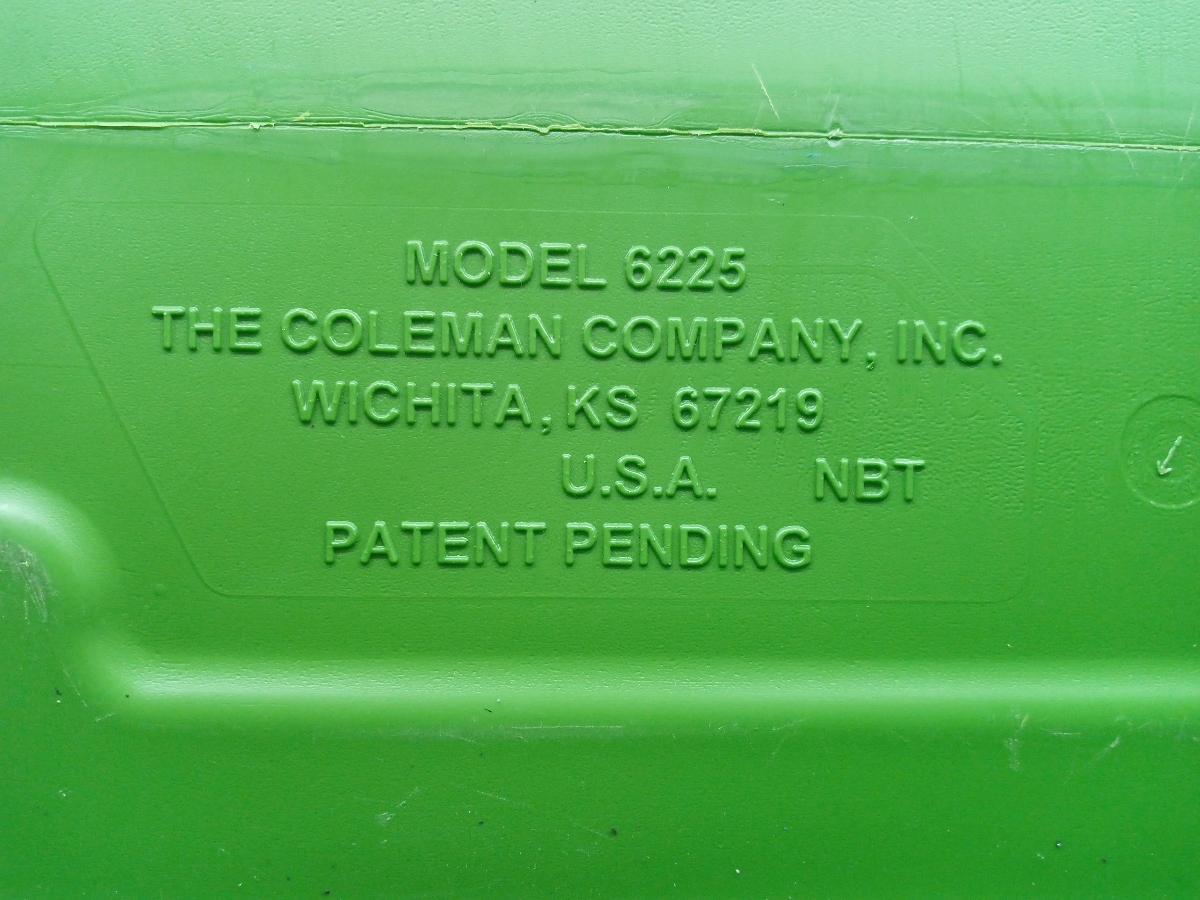 MODEL 6225
THE COLEMAN COMPANY, INC.
WICHITA, KS 67219
U.S.A. NBT
PATENT PENDING